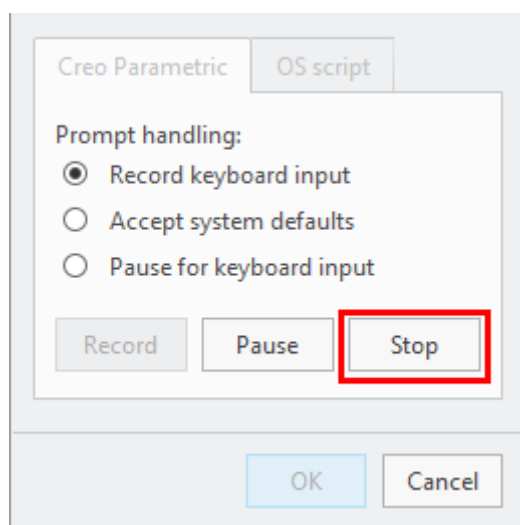 Creo Parametric OS script
Prompt handling:
Record keyboard input
Accept system defaults
Pause for keyboard input
Record Pause Stop
OK Cancel